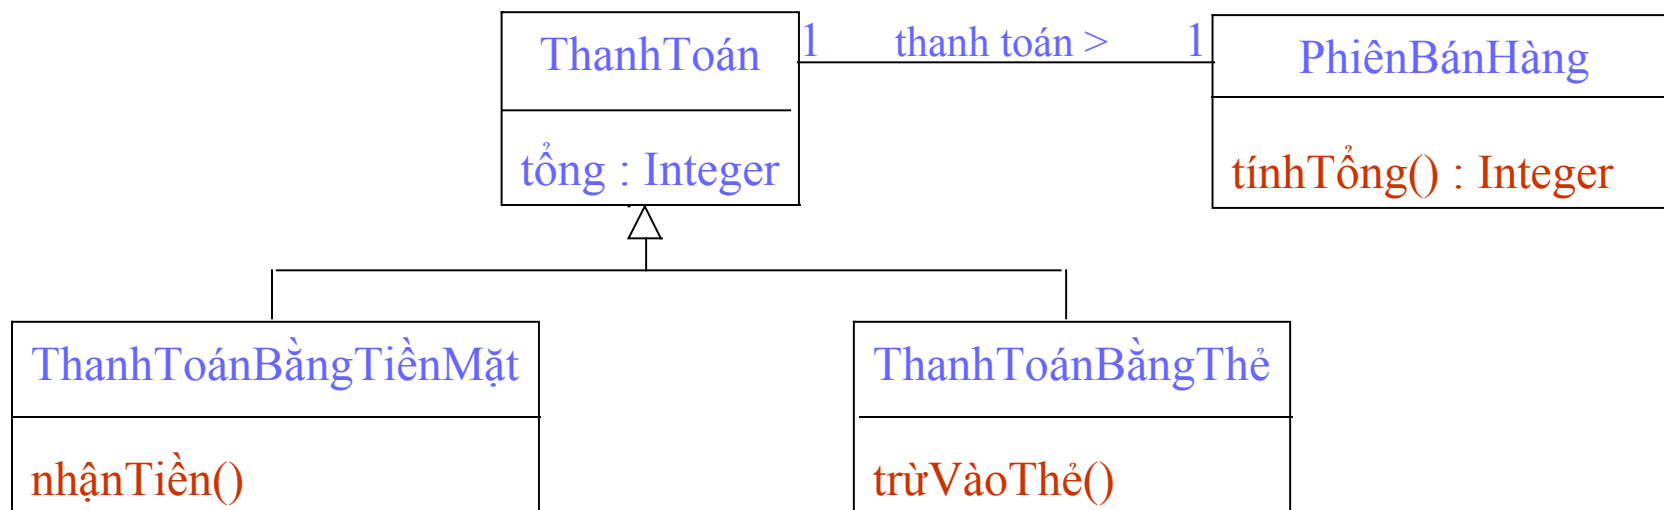 ThanhToán
1 thanh toán > 1
PhiênBánHàng
tổng : Integer
tínhTổng() : Integer
ThanhToánBằngTiềnMặt
ThanhToánBằngThẻ
nhậnTiền()
trừVàoThẻ()